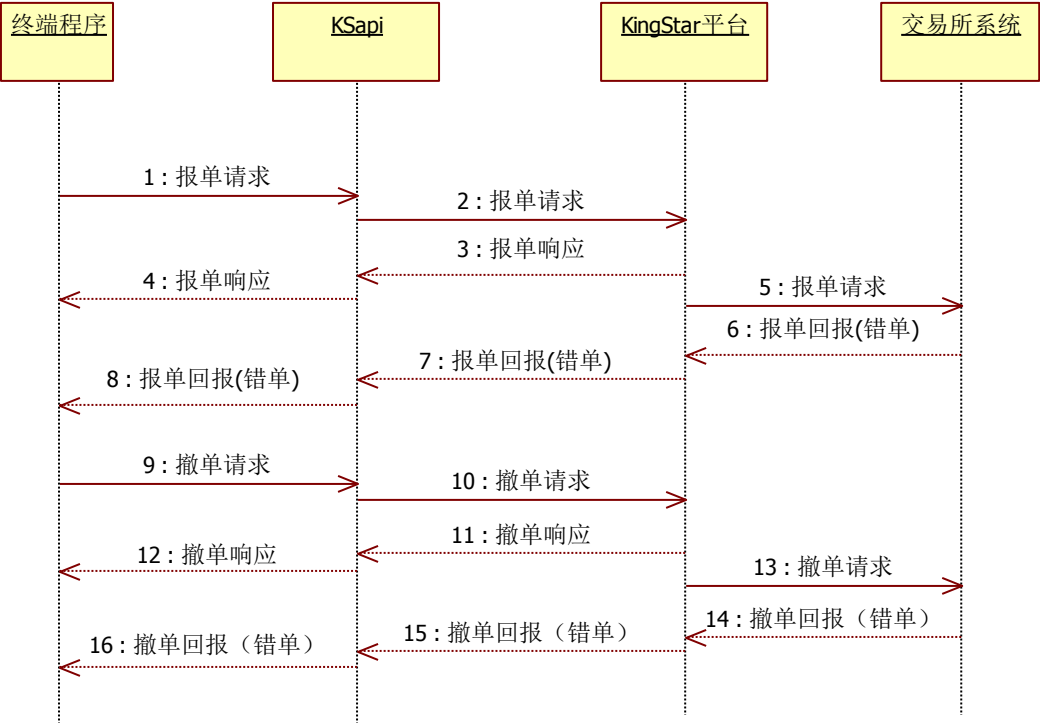 终端程序
KSapi
KingStar平台
交易所系统
1 : 报单请求
2 : 报单请求
3 : 报单响应
4 : 报单响应
5 : 报单请求
6 : 报单回报(错单)
7 : 报单回报(错单)
8 : 报单回报(错单)
9 : 撤单请求
10 : 撤单请求
11 : 撤单响应
12 : 撤单响应
13 : 撤单请求
14 : 撤单回报（错单）
15 : 撤单回报（错单）
16 : 撤单回报（错单）